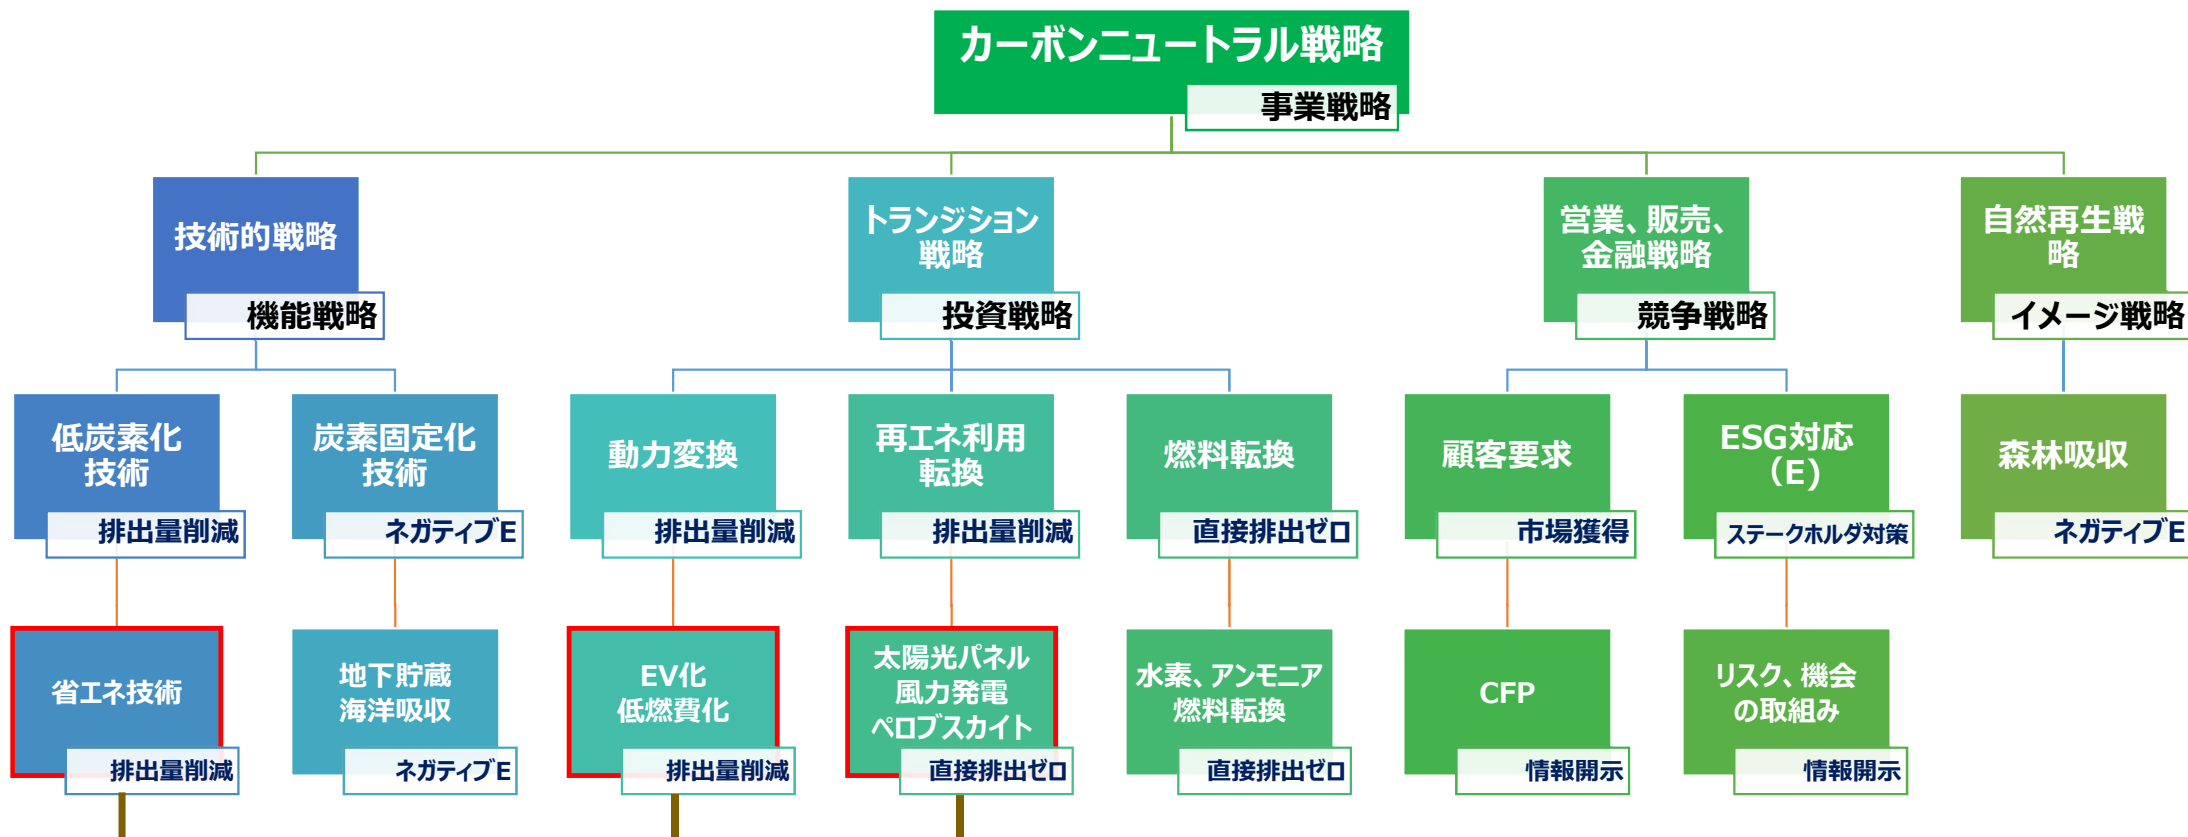 カーボンニュートラル戦略
事業戦略
技術的戦略
機能戦略
トランジション
戦略
投資戦略
営業、販売、
金融戦略
競争戦略
自然再生戦
略
イメージ戦略
低炭素化
技術
排出量削減
炭素固定化
技術
ネガティブE
動力変換
排出量削減
再エネ利用
転換
排出量削減
燃料転換
直接排出ゼロ
顧客要求
市場獲得
ESG対応
（E)
ステークホルダ対策
森林吸収
ネガティブE
省エネ技術
排出量削減
地下貯蔵
海洋吸収
ネガティブE
EV化
低燃費化
排出量削減
太陽光パネル
風力発電
ペロブスカイト
直接排出ゼロ
水素、アンモニア
燃料転換
直接排出ゼロ
CFP
情報開示
リスク、機会
の取組み
情報開示